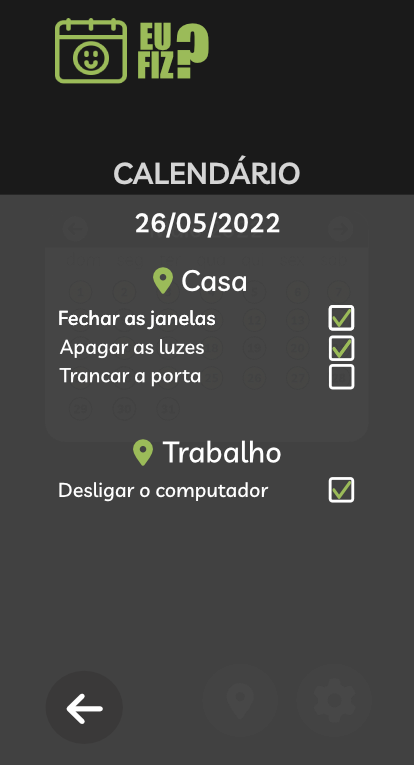 EU
FIZ?
CALENDÁRIO
26/05/2022
Casa
Fechar as janelas
Apagar as luzes
Trancar a porta
Trabalho
Desligar o computador